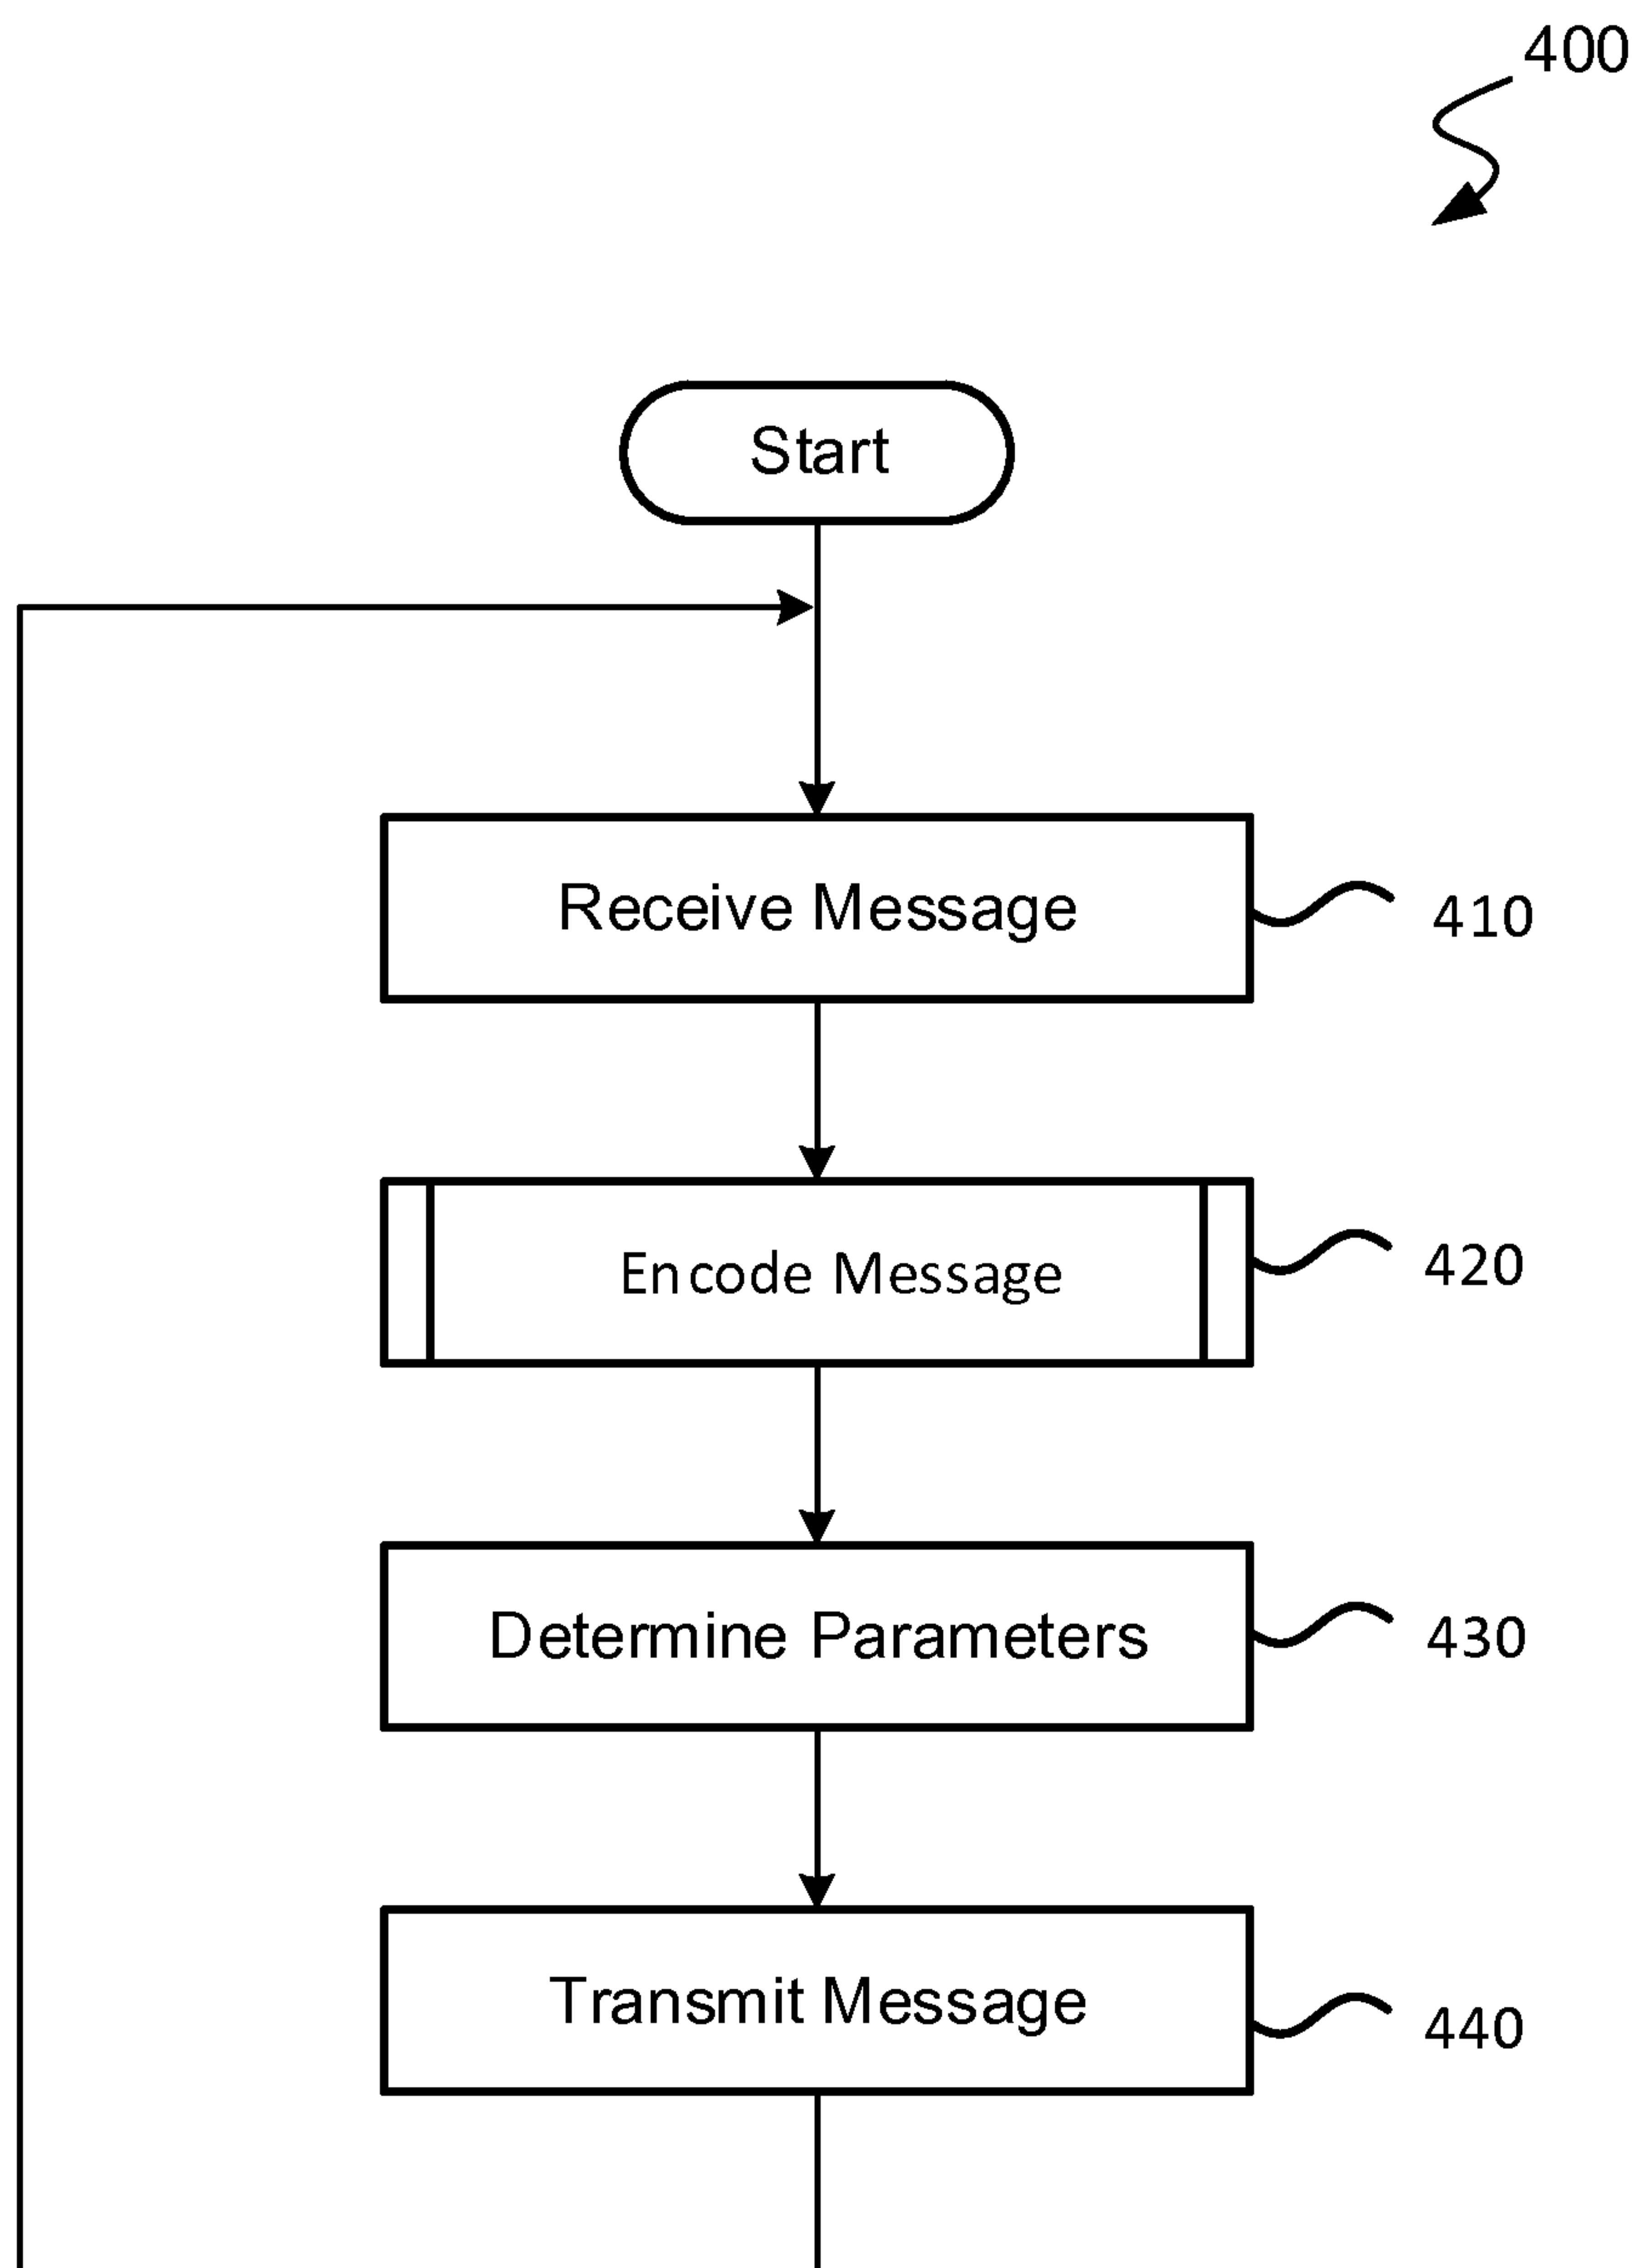 400
Start
Receive Message
410
Encode Message
420
Determine Parameters
430
Transmit Message
440